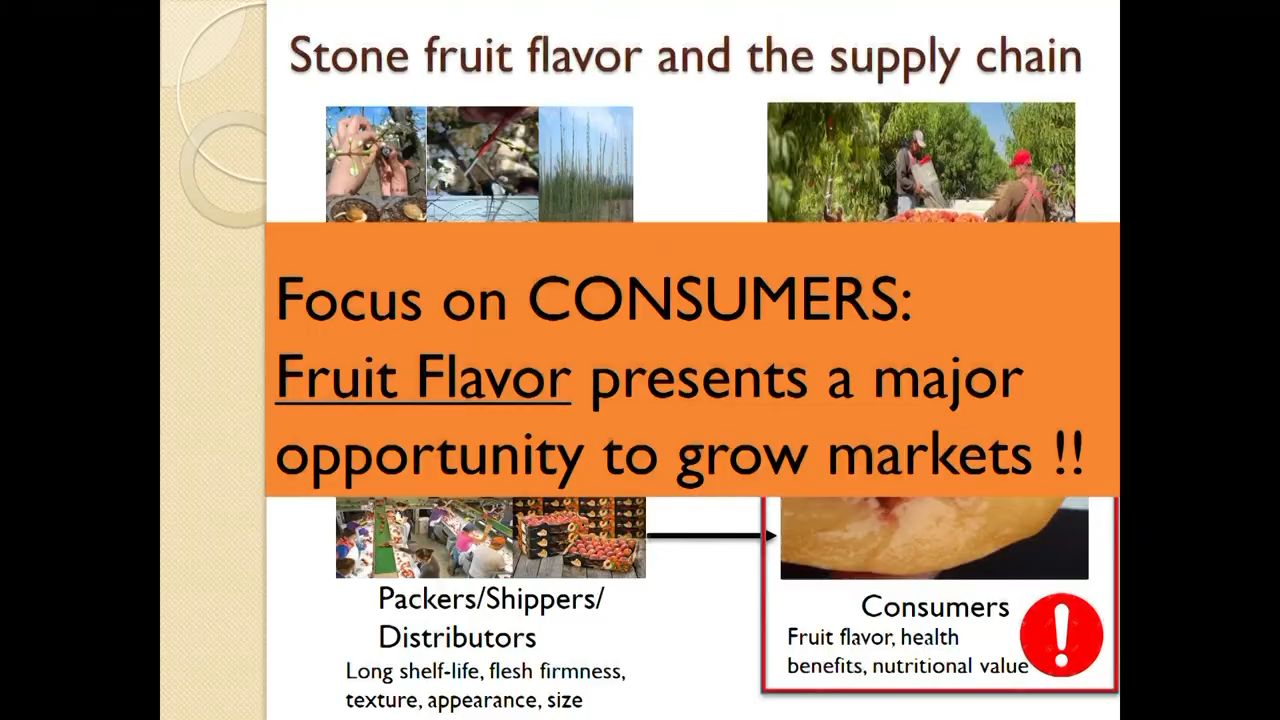 Stone fruit flavor and the supply chain
Focus on CONSUMERS:
Fruit Flavor presents a major
opportunity to grow markets !!
Packers/Shippers/
Distributors
Long shelf-life, flesh firmness,
texture, appearance, size
Consumers
Fruit flavor, health
benefits, nutritional value